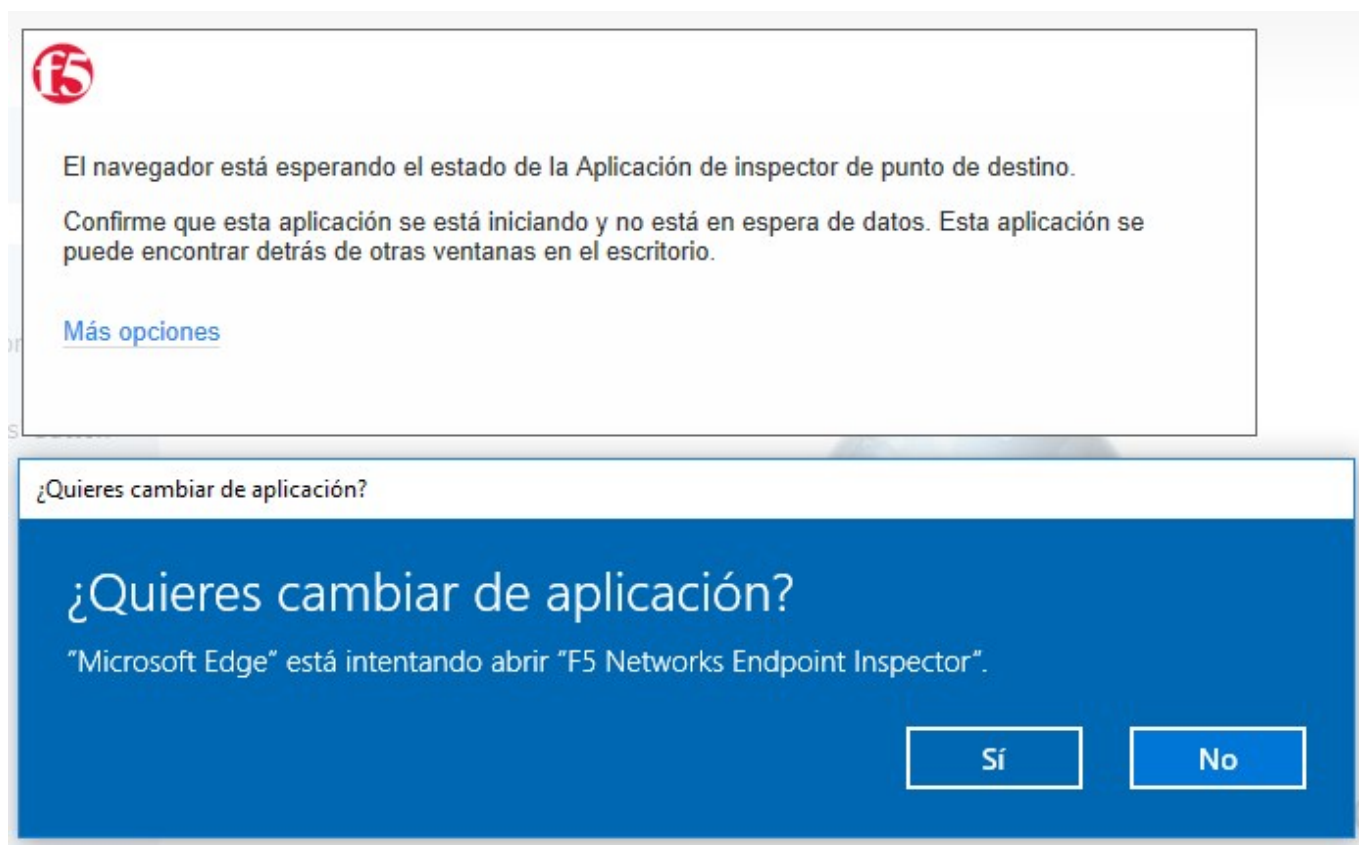 f5
El navegador está esperando el estado de la Aplicación de inspector de punto de destino.
Confirme que esta aplicación se está iniciando y no está en espera de datos. Esta aplicación se
puede encontrar detrás de otras ventanas en el escritorio.
Más opciones
¿Quieres cambiar de aplicación?
¿Quieres cambiar de aplicación?
"Microsoft Edge" está intentando abrir "F5 Networks Endpoint Inspector".
Sí No